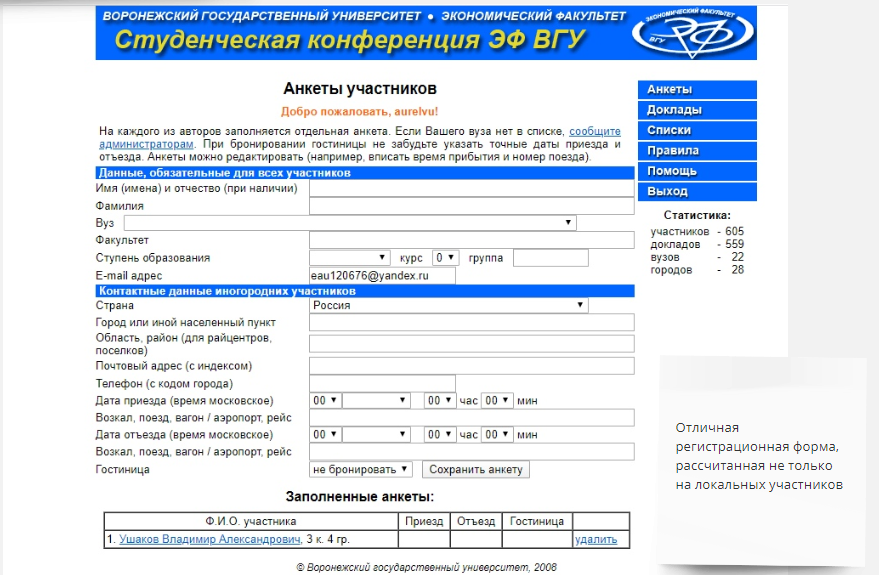 ВОРОНЕЖСКИЙ ГОСУДАРСТВЕННЫЙ УНИВЕРСИТЕТ ● ЭКОНОМИЧЕСКИЙ ФАКУЛЬТЕТ
Студенческая конференция ЭФ ВГУ
ЭКОНОМИЧЕСКИЙ ФАКУЛЬТЕТ
ВГУ
ЭФ
Анкеты участников
Добро пожаловать, aurelvu!
На каждого из авторов заполняется отдельная анкета. Если Вашего вуза нет в списке, сообщите
администраторам. При бронировании гостиницы не забудьте указать точные даты приезда и
отъезда. Анкеты можно редактировать (например, вписать время прибытия и номер поезда).
Данные, обязательные для всех участников
Имя (имена) и отчество (при наличии)
Фамилия
Вуз
Факультет
Ступень образования курс 0 группа
E-mail адрес eau120676@yandex.ru
Контактные данные иногородних участников
Страна Россия
Город или иной населенный пункт
Область, район (для райцентров,
поселков)
Почтовый адрес (с индексом)
Телефон (с кодом города)
Дата приезда (время московское) 00 00 час 00 мин
Возкал, поезд, вагон / аэропорт, рейс
Дата отъезда (время московское) 00 00 час 00 мин
Возкал, поезд, вагон / аэропорт, рейс
Гостиница не бронировать Сохранить анкету
Заполненные анкеты:
Ф.И.О. участника Приезд Отъезд Гостиница
1. Ушаков Владимир Александрович, 3 к. 4 гр. удалить
© Воронежский государственный университет, 2008
Анкеты
Доклады
Списки
Правила
Помощь
Выход
Статистика:
участников - 605
докладов - 559
вузов - 22
городов - 28
Отличная
регистрационная форма,
рассчитанная не только
на локальных участников